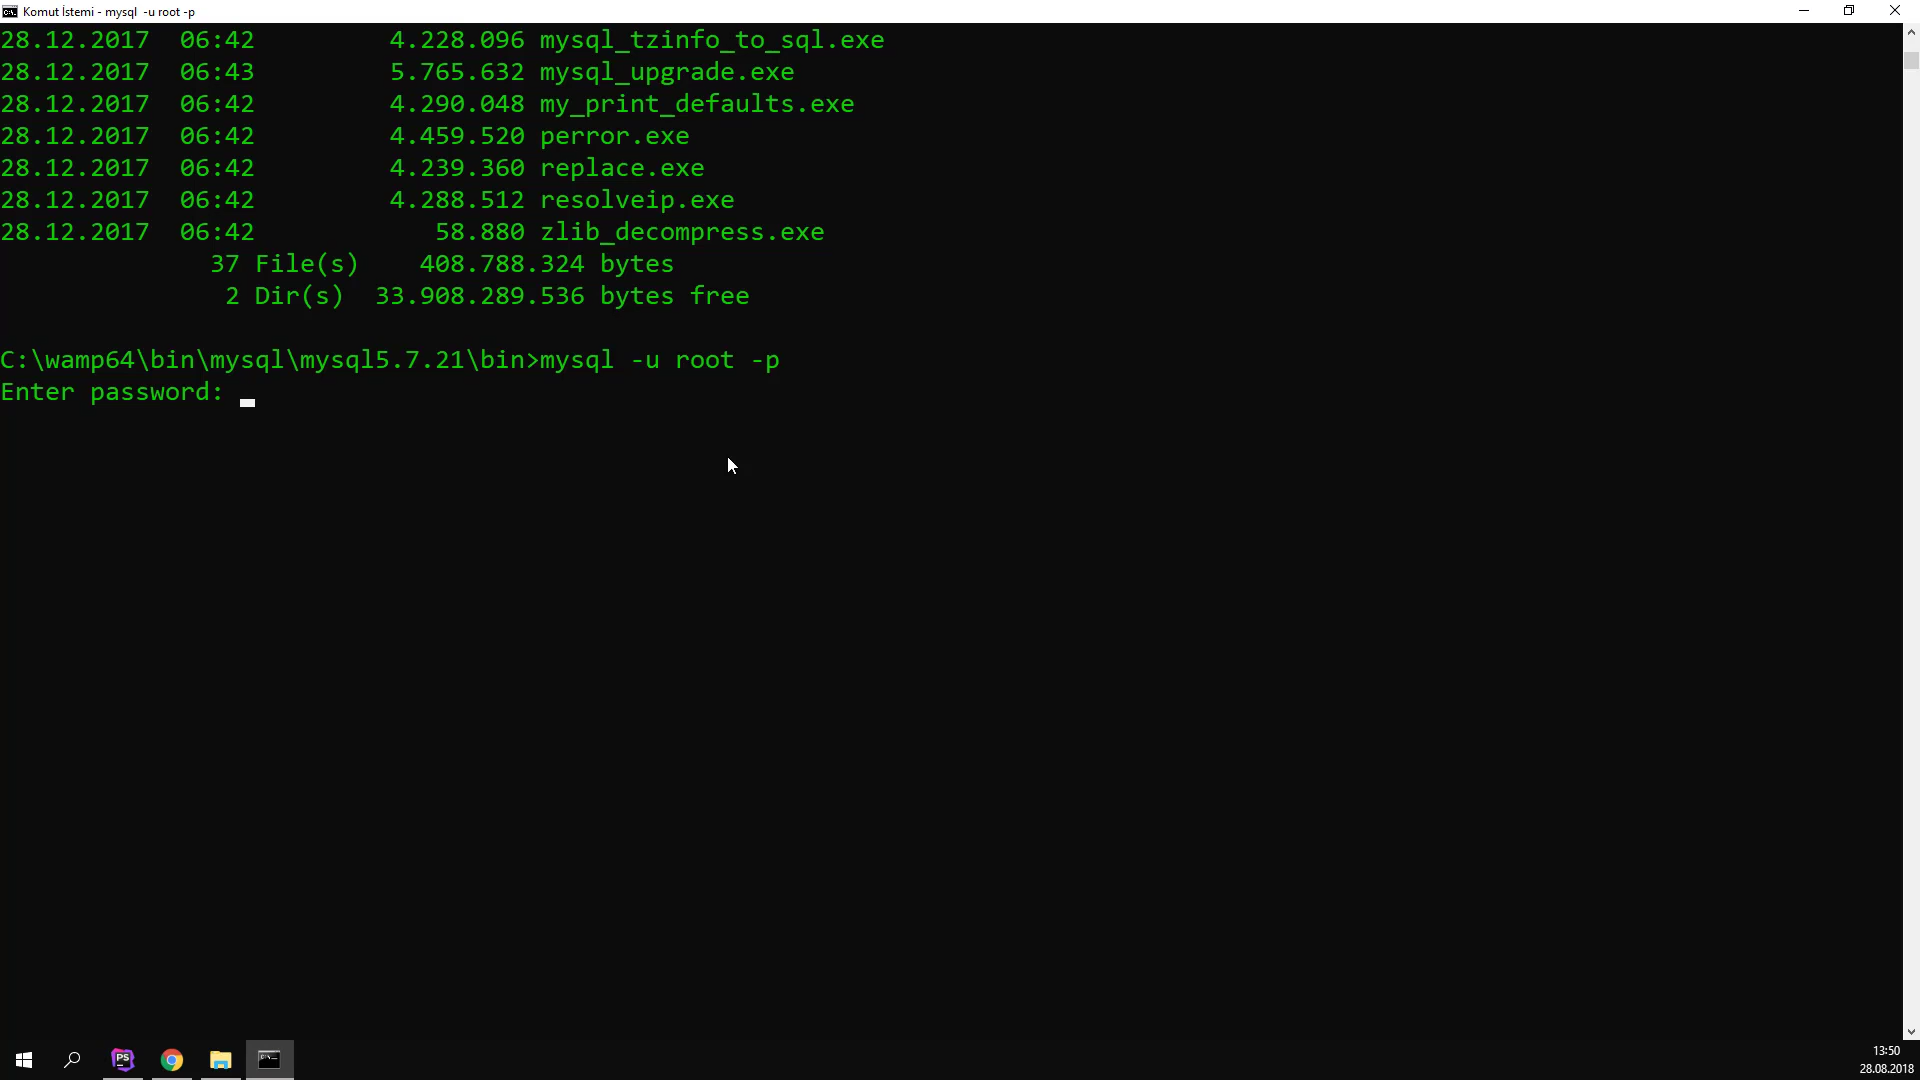 Komut İstemi - mysql  -u root -p
28.12.2017  06:42         4.228.096 mysql_tzinfo_to_sql.exe
28.12.2017  06:43         5.765.632 mysql_upgrade.exe
28.12.2017  06:42         4.290.048 my_print_defaults.exe
28.12.2017  06:42         4.459.520 perror.exe
28.12.2017  06:42         4.239.360 replace.exe
28.12.2017  06:42         4.288.512 resolveip.exe
28.12.2017  06:42            58.880 zlib_decompress.exe
              37 File(s)    408.788.324 bytes
               2 Dir(s)  33.908.289.536 bytes free
C:\wamp64\bin\mysql\mysql5.7.21\bin>mysql -u root -p
Enter password:
PS
13:50
28.08.2018